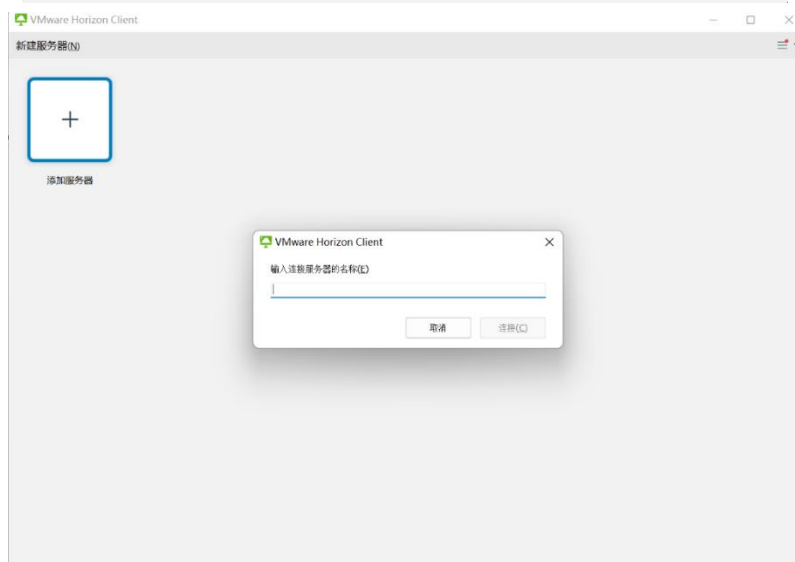 VMware Horizon Client
新建服务器(N)
添加服务器
VMware Horizon Client
输入连接服务器的名称(E)
取消
连接(C)